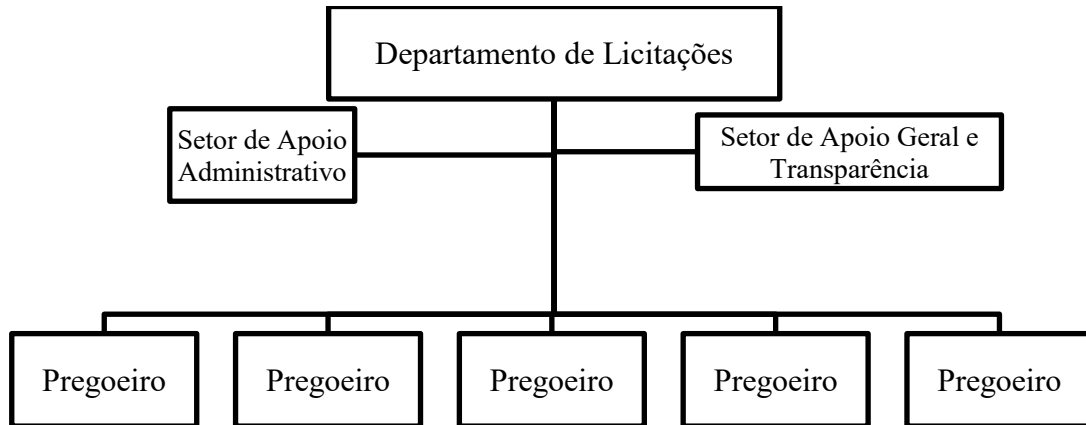 Departamento de Licitações
Setor de Apoio
Administrativo
Setor de Apoio Geral e
Transparência
Pregoeiro
Pregoeiro
Pregoeiro
Pregoeiro
Pregoeiro